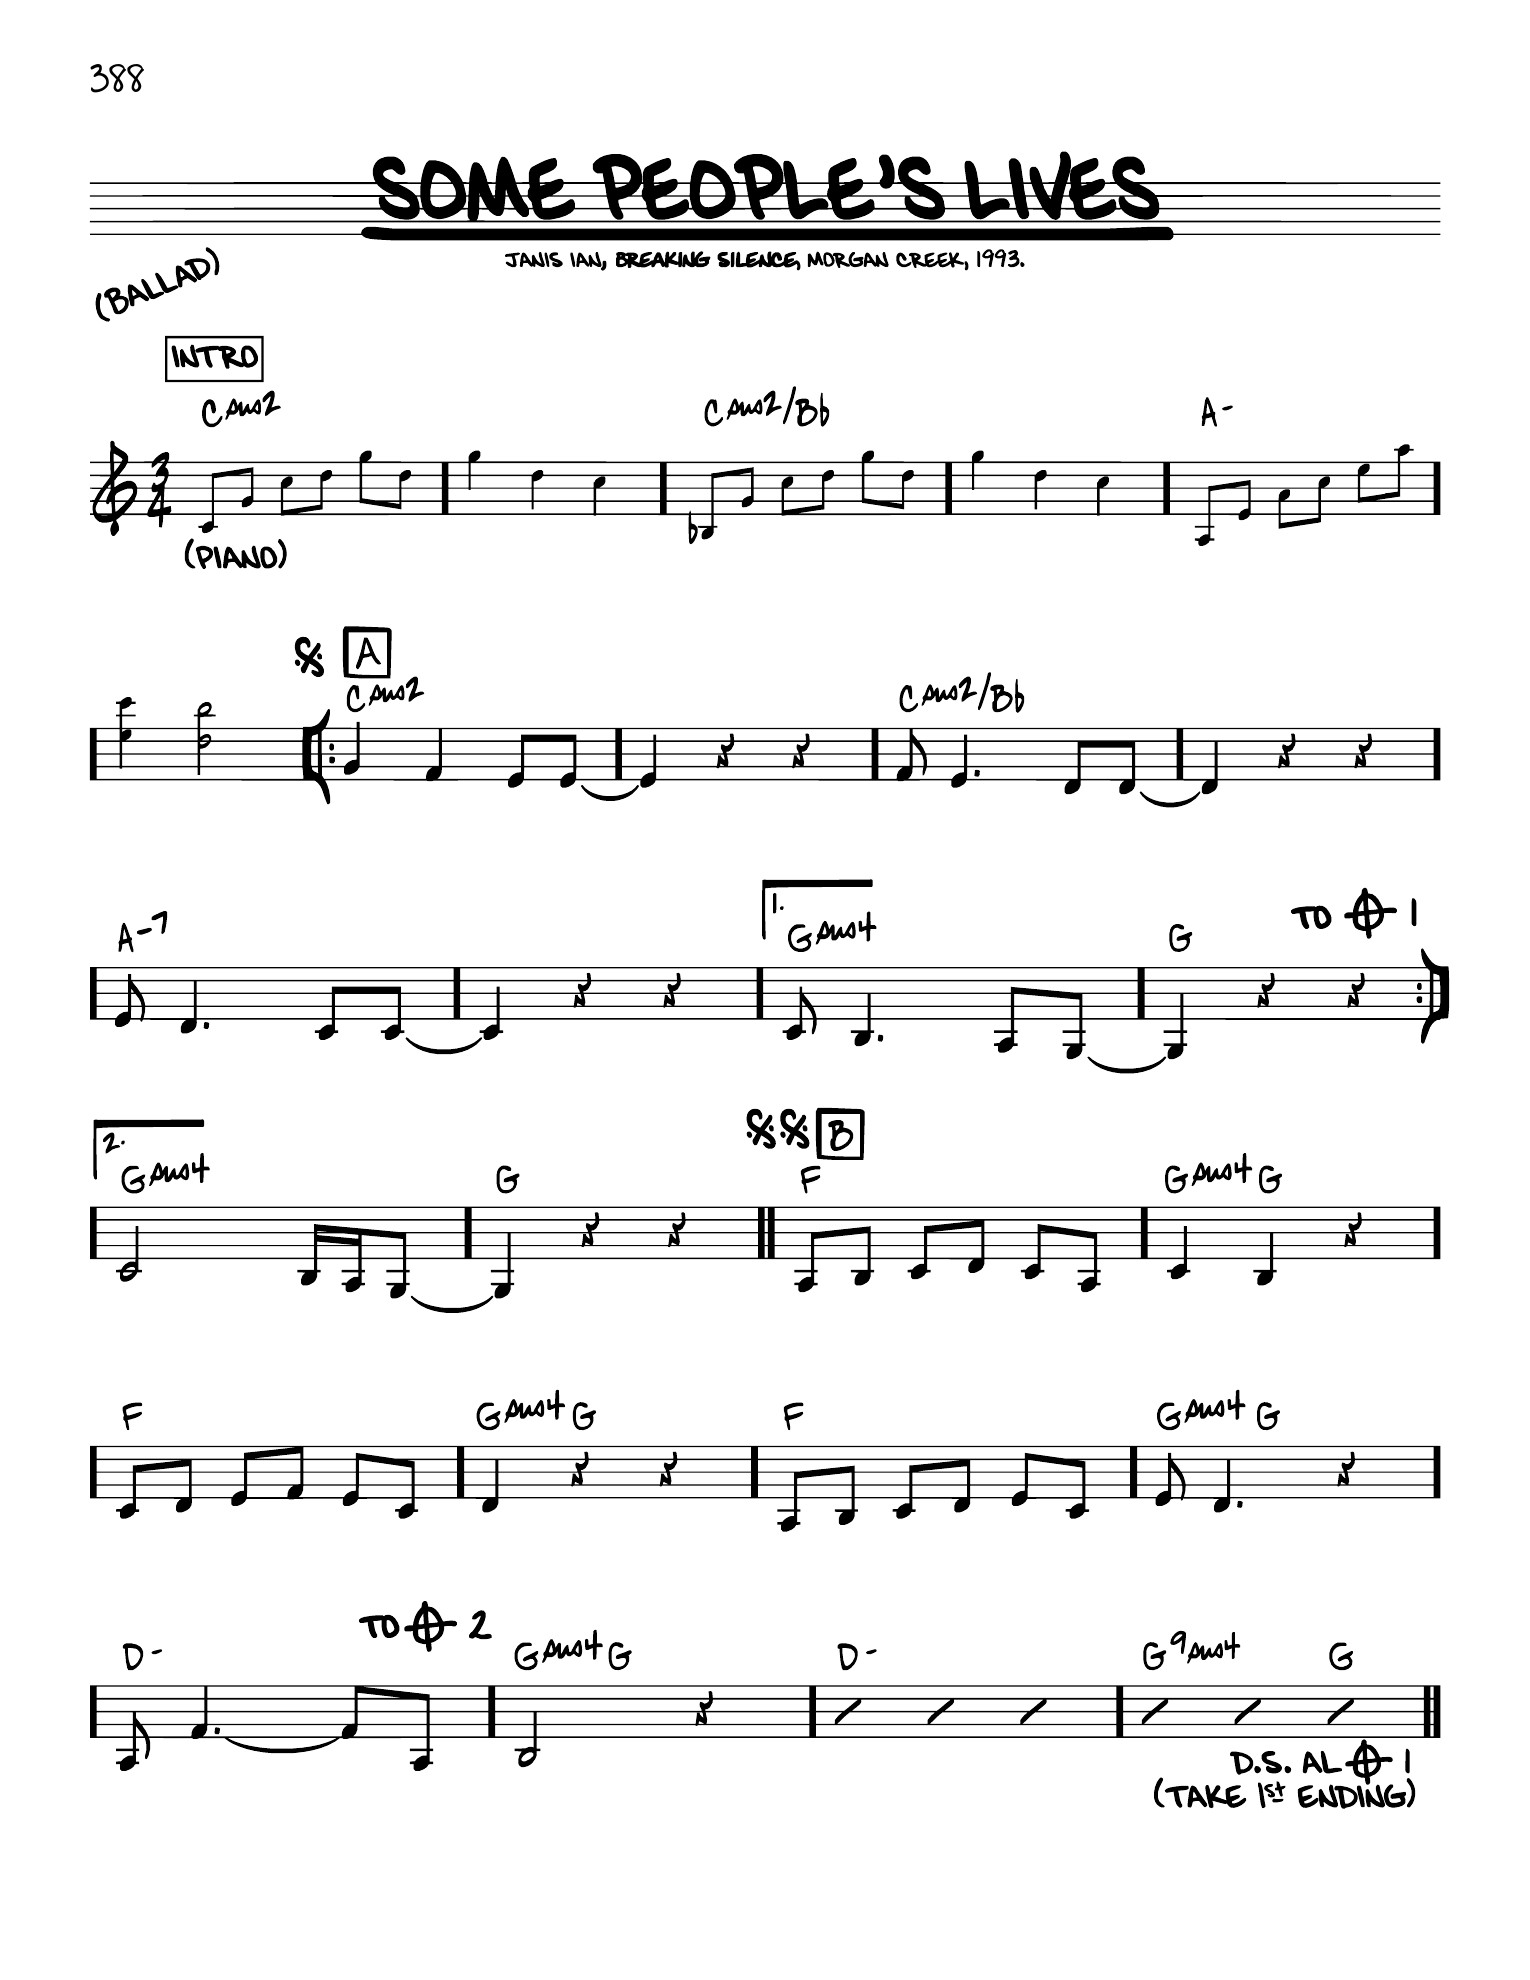 388
SOME PEOPLE'S LIVES
JANIS IAN, BREAKING SILENCE, MORGAN CREEK, 1993.
(BALLAD)
INTRO
Csus2 Csus2/Bb A-
3
4
(PIANO)
A
Csus2 Csus2/Bb
1. TO 1
A-7 Gsus4 G
2. B
Gsus4 G F Gsus4 G
F Gsus4 G F Gsus4 G
TO 2
D- Gsus4 G D- G9sus4 G
D.S. AL 1
(TAKE 1st ENDING)